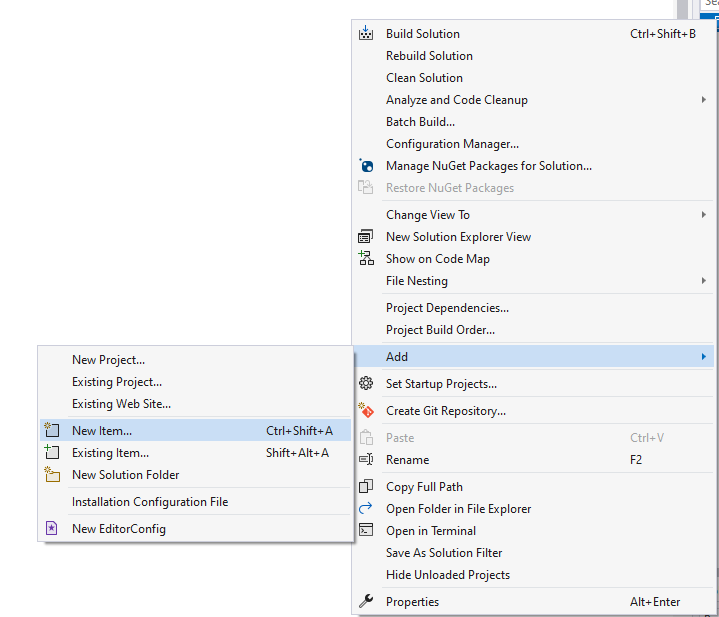 Build Solution Ctrl+Shift+B
Rebuild Solution
Clean Solution
Analyze and Code Cleanup
Batch Build...
Configuration Manager...
Manage NuGet Packages for Solution...
Restore NuGet Packages
Change View To
New Solution Explorer View
Show on Code Map
File Nesting
Project Dependencies...
Project Build Order...
Add
Set Startup Projects...
Create Git Repository...
Paste Ctrl+V
Rename F2
Copy Full Path
Open Folder in File Explorer
Open in Terminal
Save As Solution Filter
Hide Unloaded Projects
Properties Alt+Enter
New Project...
Existing Project...
Existing Web Site...
New Item... Ctrl+Shift+A
Existing Item... Shift+Alt+A
New Solution Folder
Installation Configuration File
New EditorConfig